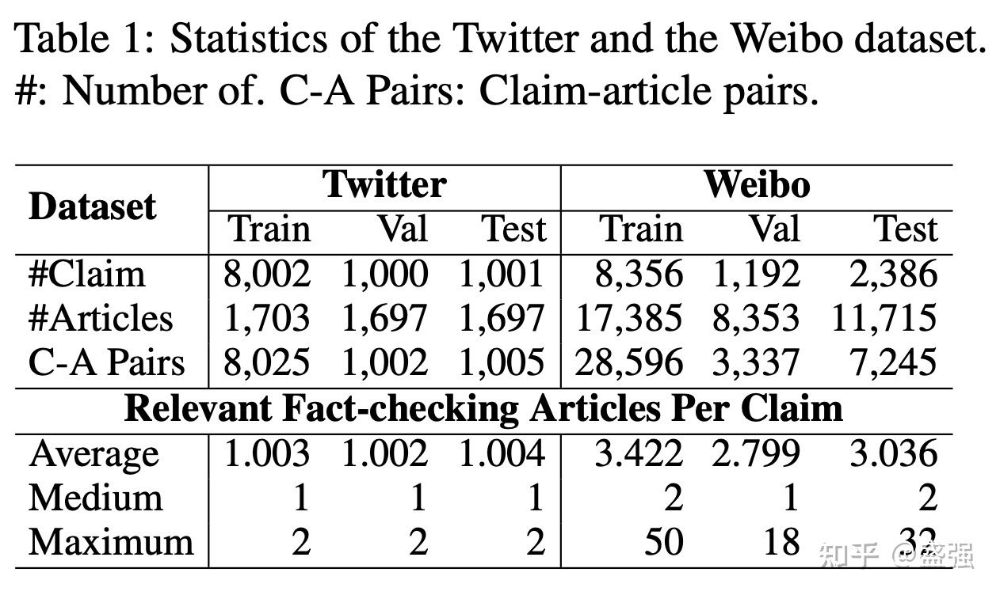 Table 1: Statistics of the Twitter and the Weibo dataset.
#: Number of. C-A Pairs: Claim-article pairs.
Dataset Twitter Weibo
Train Val Test Train Val Test
#Claim 8,002 1,000 1,001 8,356 1,192 2,386
#Articles 1,703 1,697 1,697 17,385 8,353 11,715
C-A Pairs 8,025 1,002 1,005 28,596 3,337 7,245
Relevant Fact-checking Articles Per Claim
Average 1.003 1.002 1.004 3.422 2.799 3.036
Medium 1 1 1 2 1 2
Maximum 2 2 2 50 18 32
知乎 @盛强